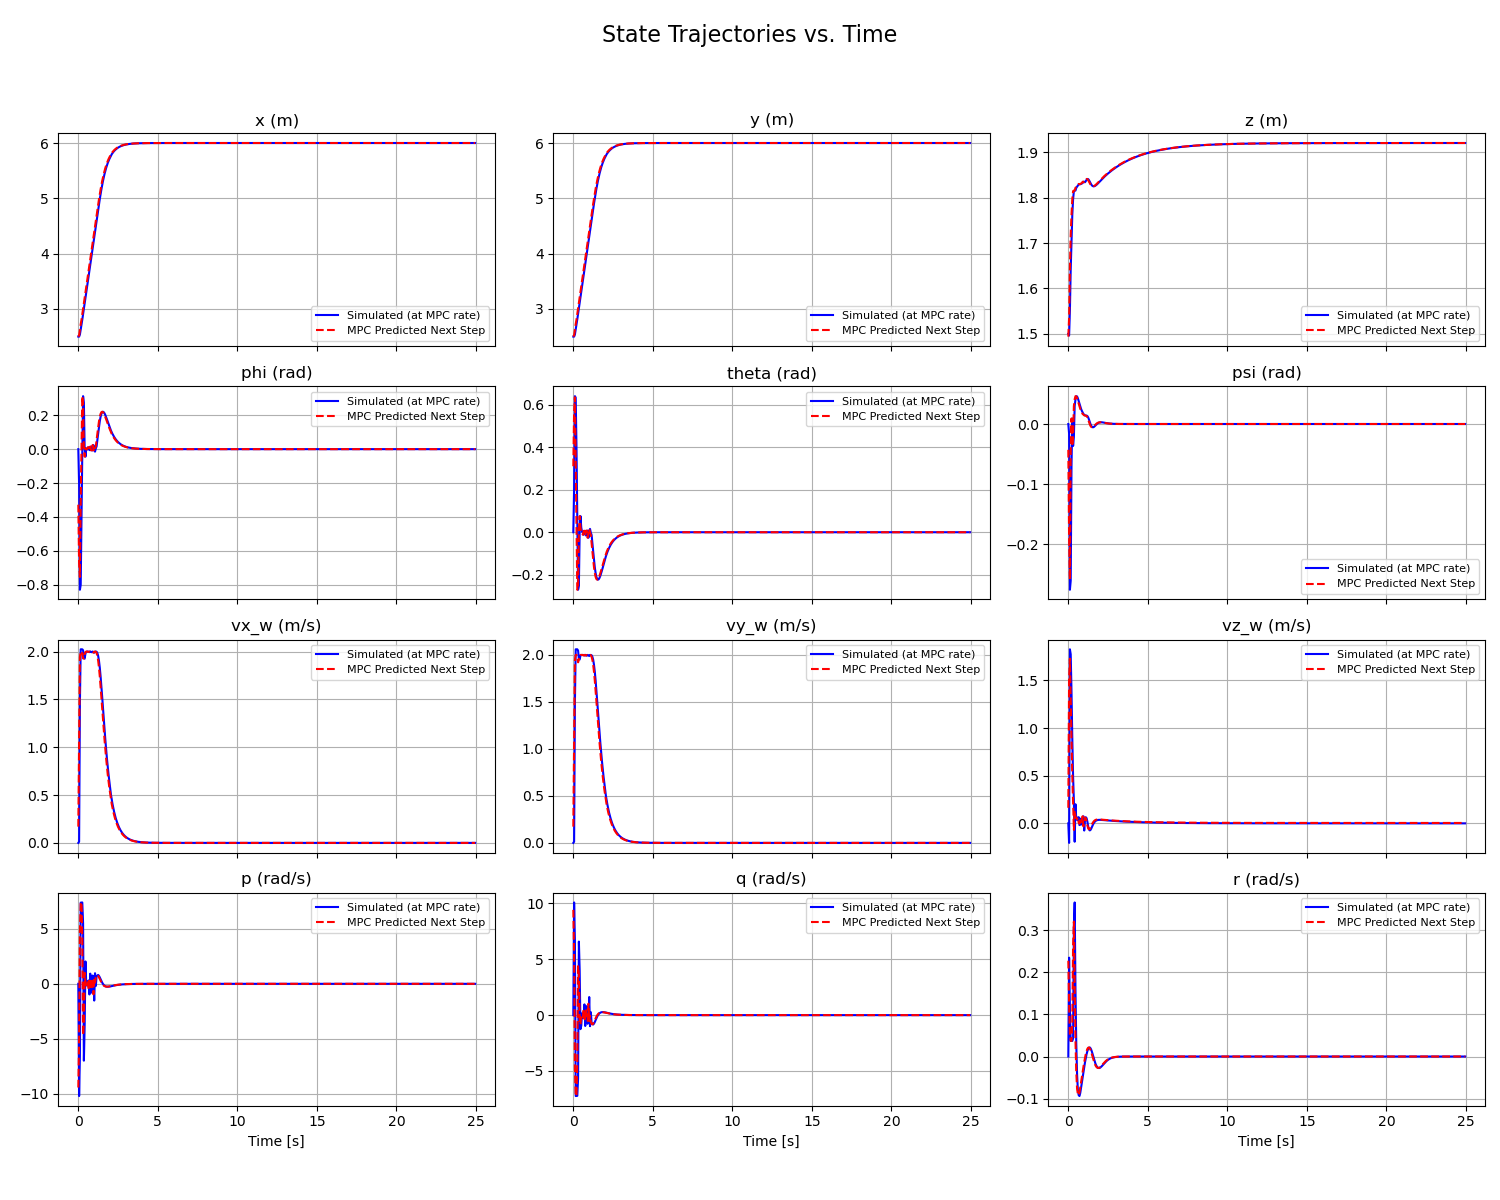 State Trajectories vs. Time
x (m)
6
5
4
3
Simulated (at MPC rate)
MPC Predicted Next Step
y (m)
6
5
4
3
Simulated (at MPC rate)
MPC Predicted Next Step
z (m)
1.9
1.8
1.7
1.6
1.5
Simulated (at MPC rate)
MPC Predicted Next Step
phi (rad)
0.2
0.0
−0.2
−0.4
−0.6
−0.8
Simulated (at MPC rate)
MPC Predicted Next Step
theta (rad)
0.6
0.4
0.2
0.0
−0.2
Simulated (at MPC rate)
MPC Predicted Next Step
psi (rad)
0.0
−0.1
−0.2
Simulated (at MPC rate)
MPC Predicted Next Step
vx_w (m/s)
2.0
1.5
1.0
0.5
0.0
Simulated (at MPC rate)
MPC Predicted Next Step
vy_w (m/s)
2.0
1.5
1.0
0.5
0.0
Simulated (at MPC rate)
MPC Predicted Next Step
vz_w (m/s)
1.5
1.0
0.5
0.0
Simulated (at MPC rate)
MPC Predicted Next Step
p (rad/s)
5
0
−5
−10
Simulated (at MPC rate)
MPC Predicted Next Step
0 5 10 15 20 25
Time [s]
q (rad/s)
10
5
0
−5
Simulated (at MPC rate)
MPC Predicted Next Step
0 5 10 15 20 25
Time [s]
r (rad/s)
0.3
0.2
0.1
0.0
−0.1
Simulated (at MPC rate)
MPC Predicted Next Step
0 5 10 15 20 25
Time [s]